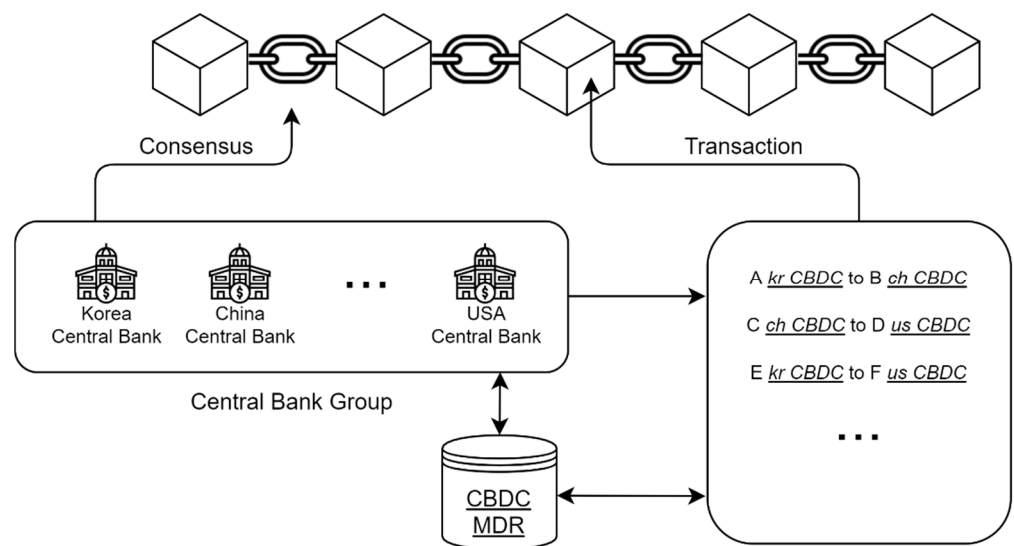 Consensus
Transaction
Korea
Central Bank
China
Central Bank
...
USA
Central Bank
Central Bank Group
A kr CBDC to B ch CBDC
C ch CBDC to D us CBDC
E kr CBDC to F us CBDC
...
CBDC
MDR